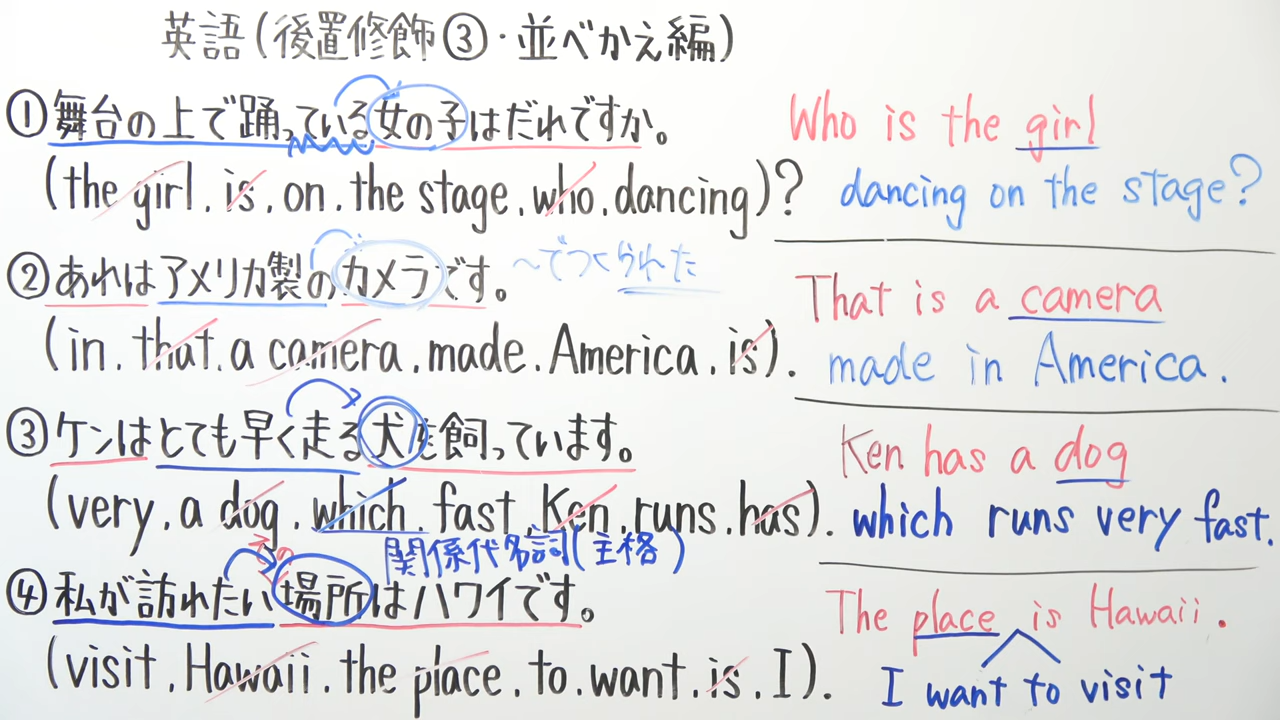 英語(後置修飾③・並べかえ編)
①舞台の上で踊っている女の子はだれですか。
(the girl . is . on . the stage . who . dancing)?
Who is the girl
dancing on the stage?
②あれはアメリカ製のカメラです。
〜でつくられた
(in . that . a camera . made . America . is).
That is a camera
made in America.
③ケンはとても早く走る犬を飼っています。
(very . a dog . which . fast . Ken . runs . has).
関係代名詞(主格)
Ken has a dog
which runs very fast.
その
④私が訪れたい場所はハワイです。
(visit . Hawaii . the place . to . want . is . I).
The place is Hawaii.
I want to visit